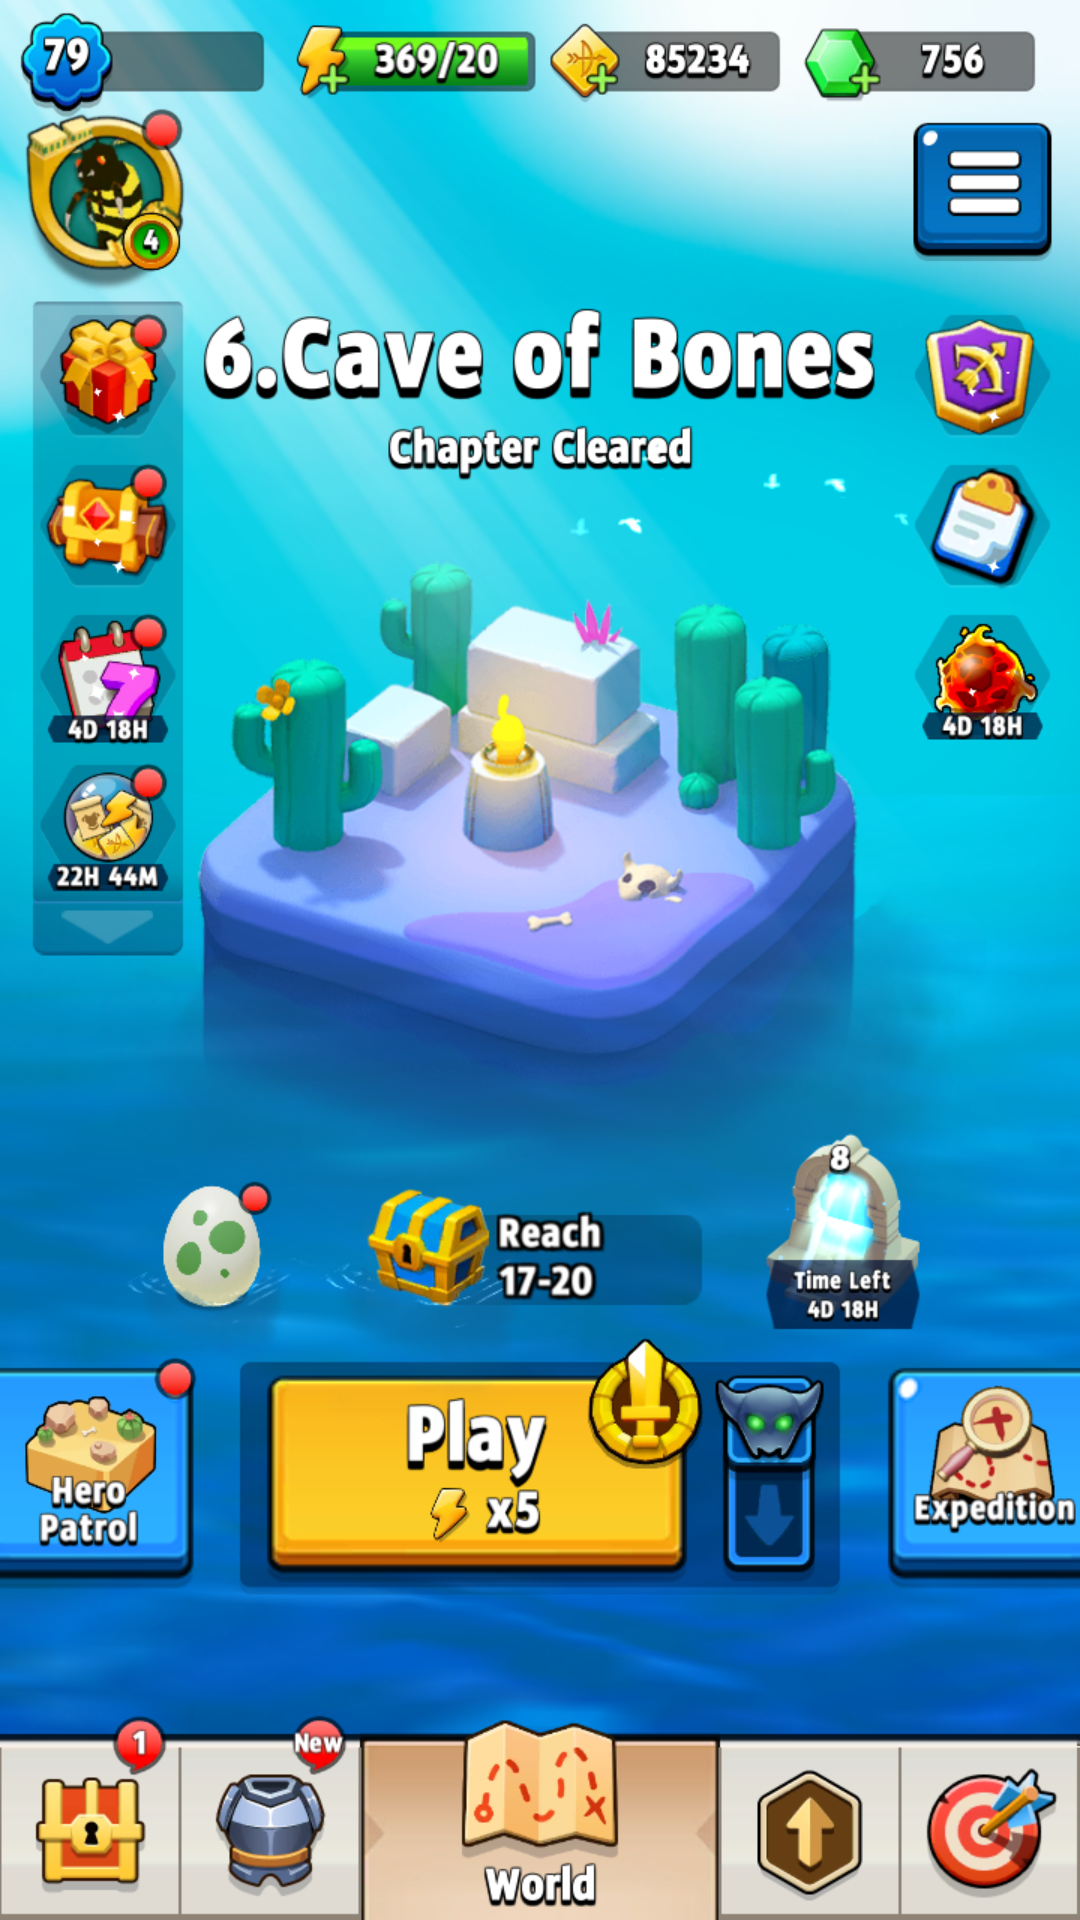 79
369/20
85234
756
4
6.Cave of Bones
Chapter Cleared
7
4D 18H
22H 44M
4D 18H
8
Reach
17-20
Time Left
4D 18H
Hero
Patrol
Play
x5
Expedition
1
New
World